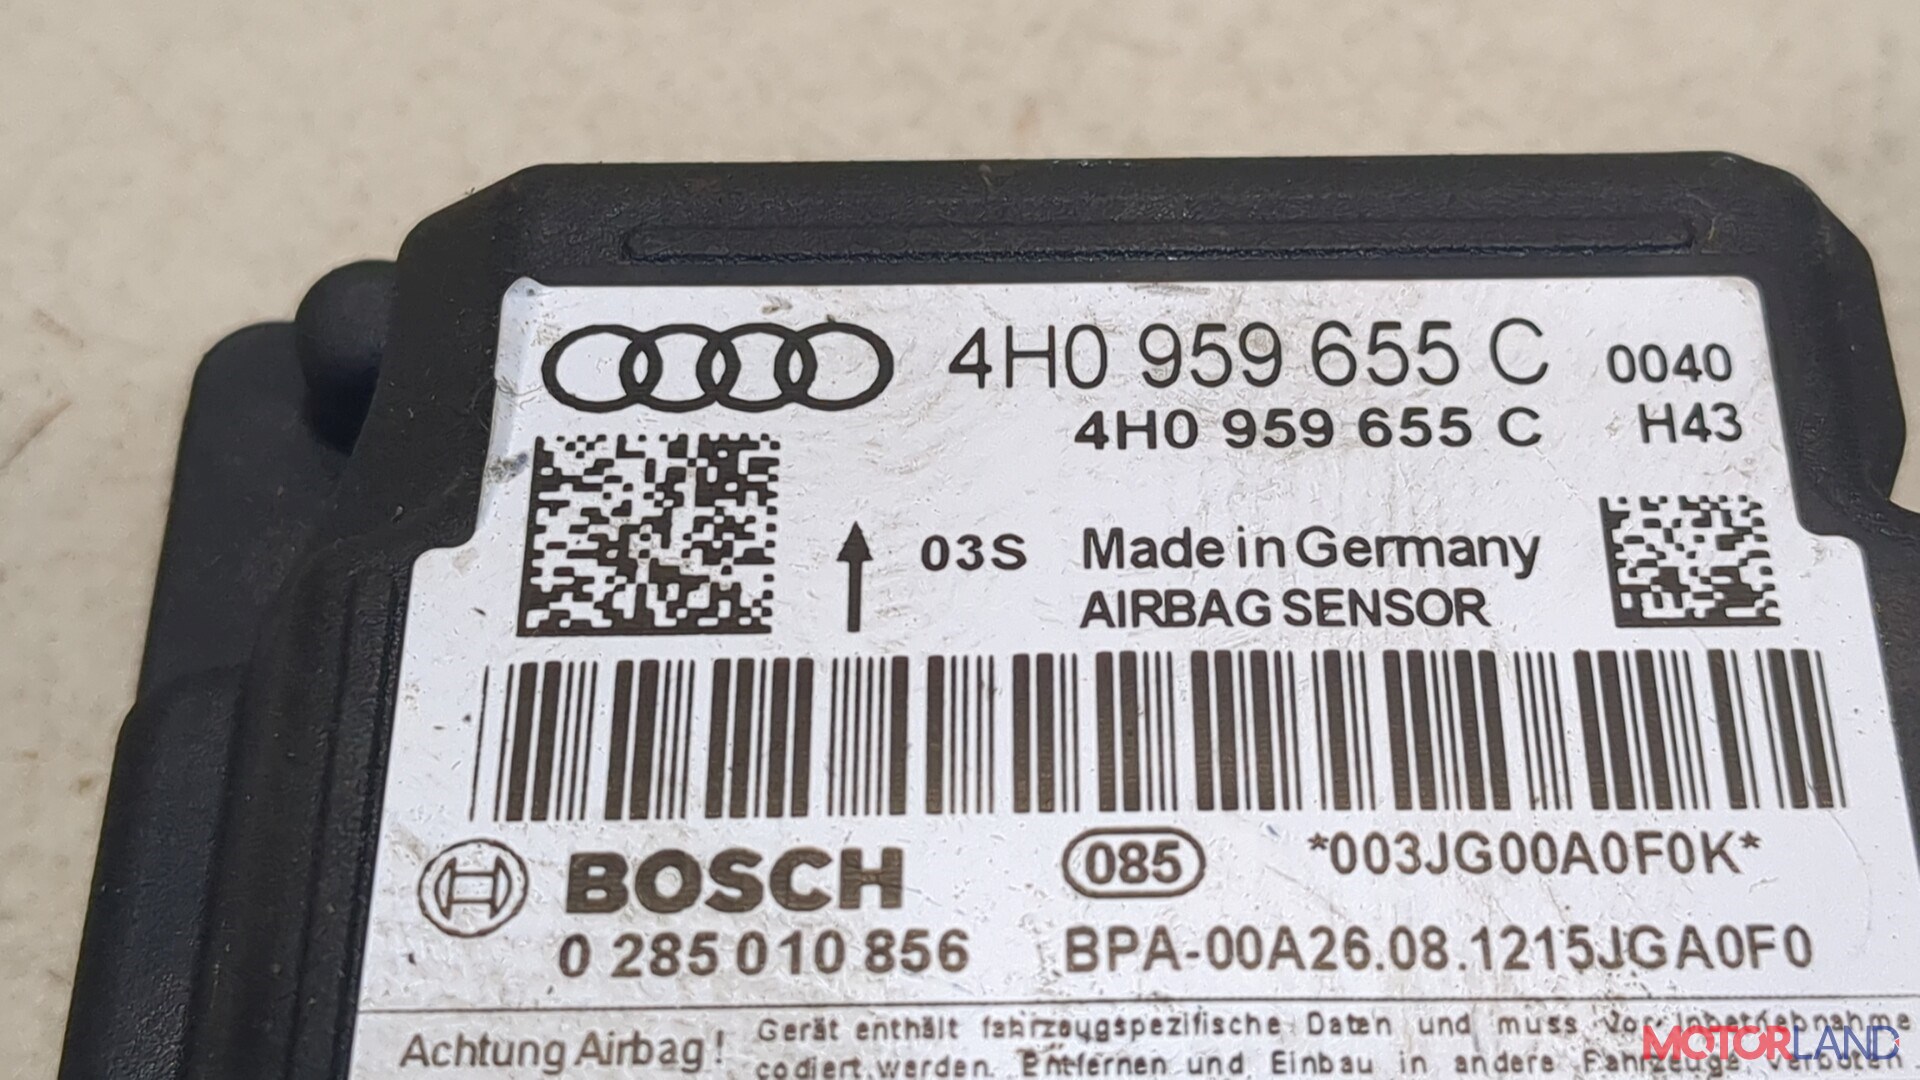 4H0 959 655 C 0040
4H0 959 655 C H43
03S Made in Germany
AIRBAG SENSOR
BOSCH 085 *003JG00A0F0K*
0 285 010 856 BPA-00A26.08.1215JGA0F0
Achtung Airbag! Gerät enthält fahrzeugspezifische Daten und muss vor Inbetriebnahme
codiert werden. Entfernen und Einbau in andere Fahrzeuge verboten.
MOTORLAND